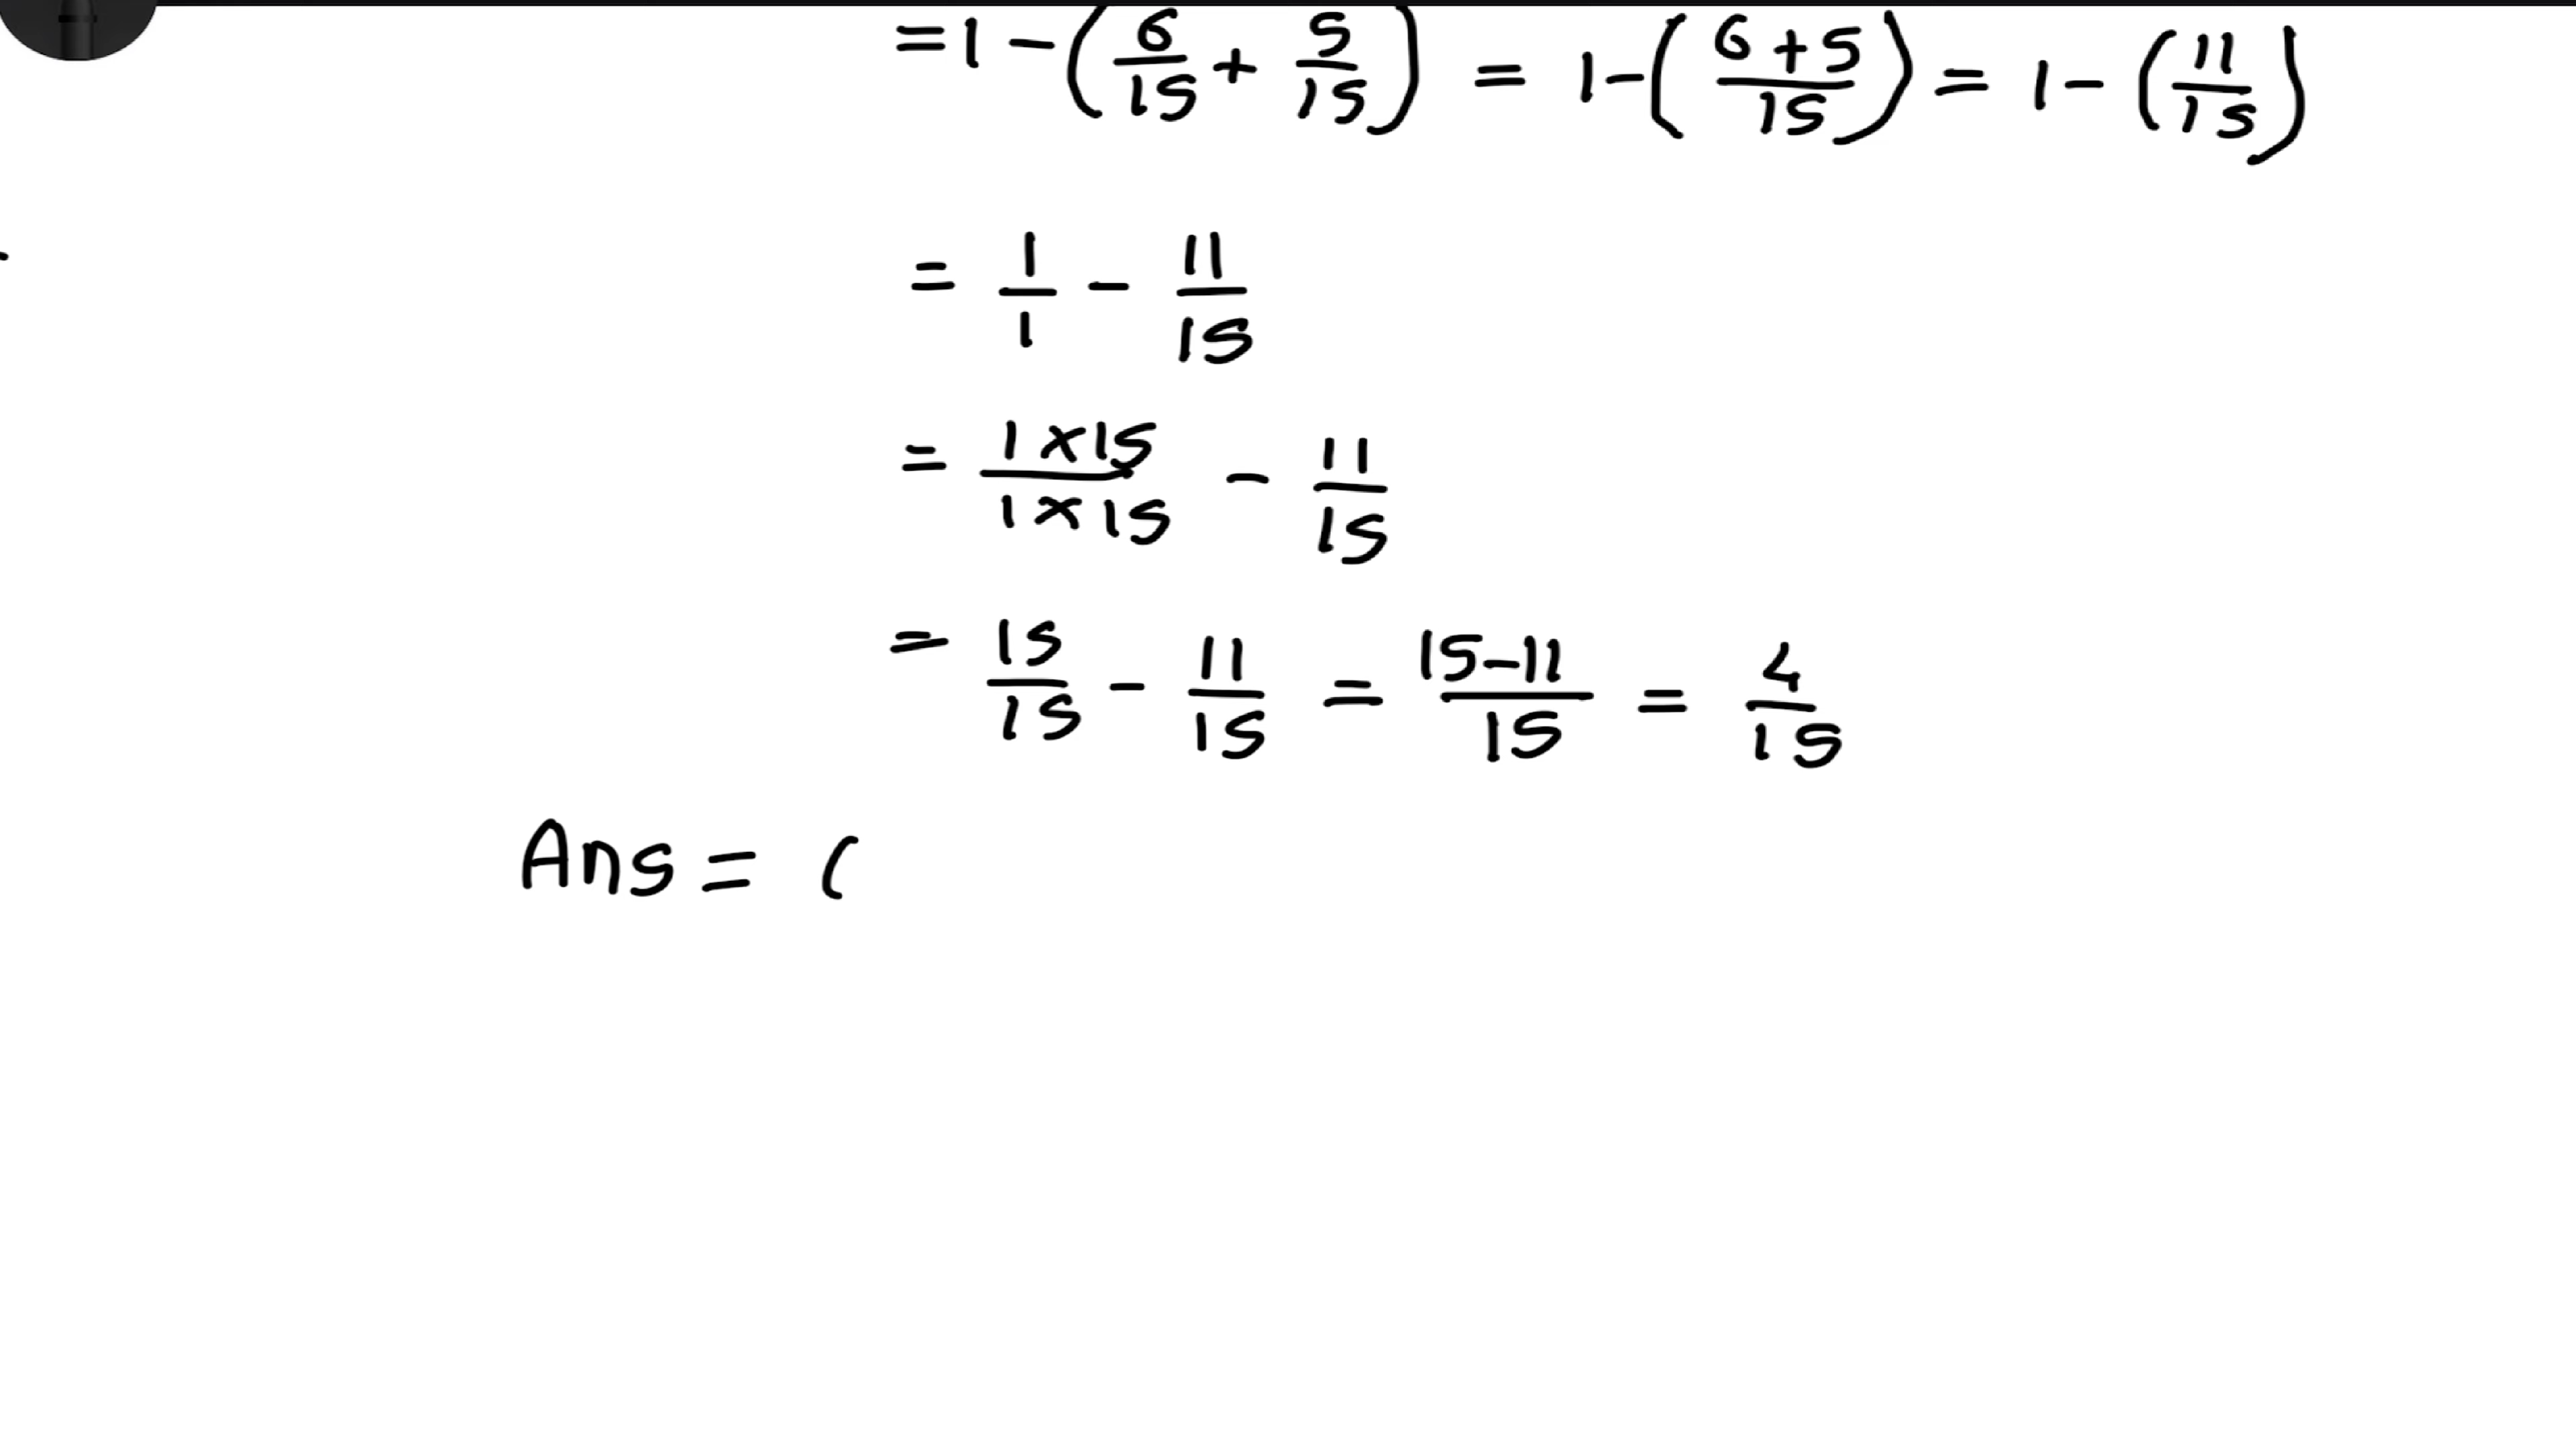 = 1 - (6/15 + 5/15) = 1 - (6+5/15) = 1 - (11/15)
= 1/1 - 11/15
= 1×15/1×15 - 11/15
= 15/15 - 11/15 = 15-11/15 = 4/15
Ans = (